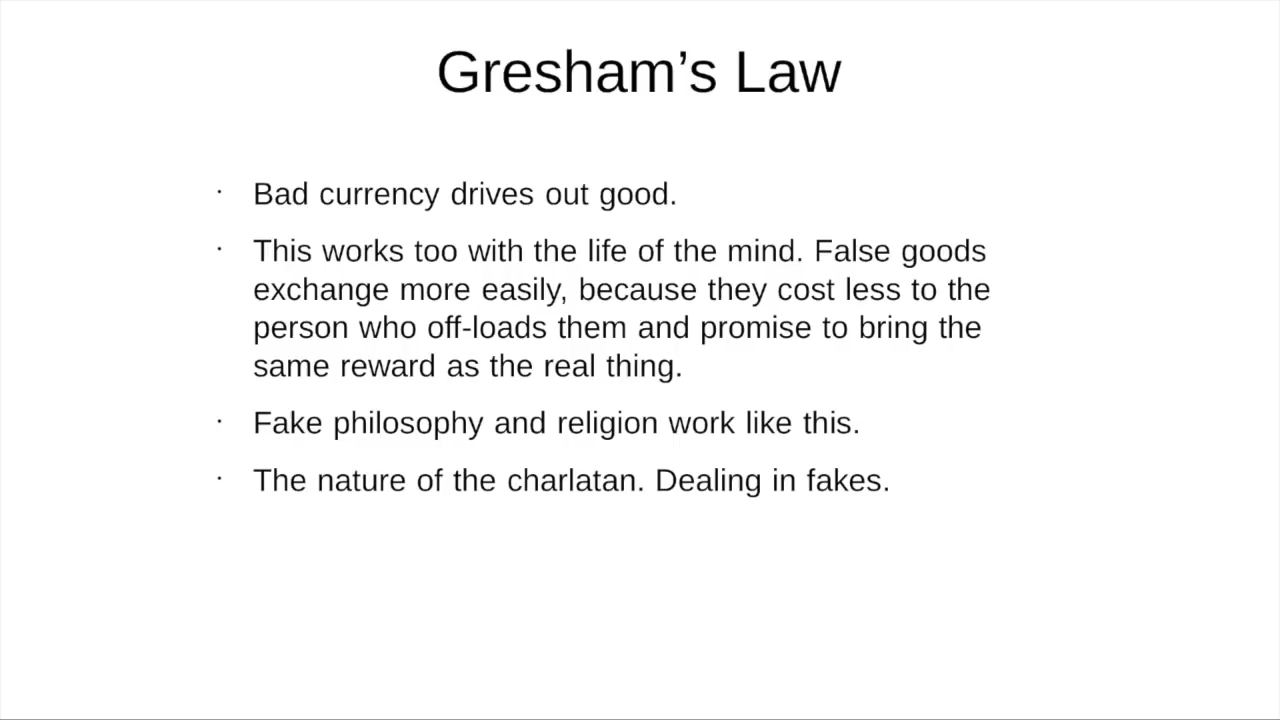 Gresham’s Law
· Bad currency drives out good.
· This works too with the life of the mind. False goods
exchange more easily, because they cost less to the
person who off-loads them and promise to bring the
same reward as the real thing.
· Fake philosophy and religion work like this.
· The nature of the charlatan. Dealing in fakes.